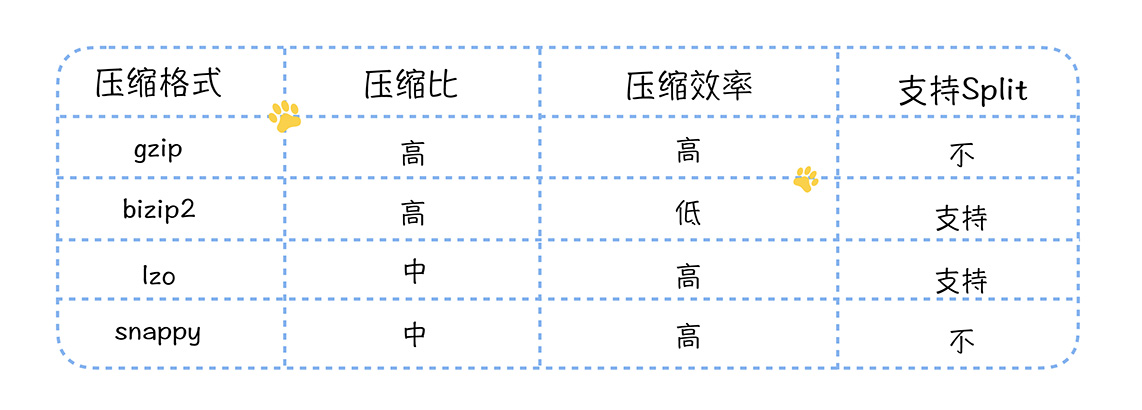 压缩格式 压缩比 压缩效率 支持Split
gzip 高 高 不
bizip2 高 低 支持
lzo 中 高 支持
snappy 中 高 不